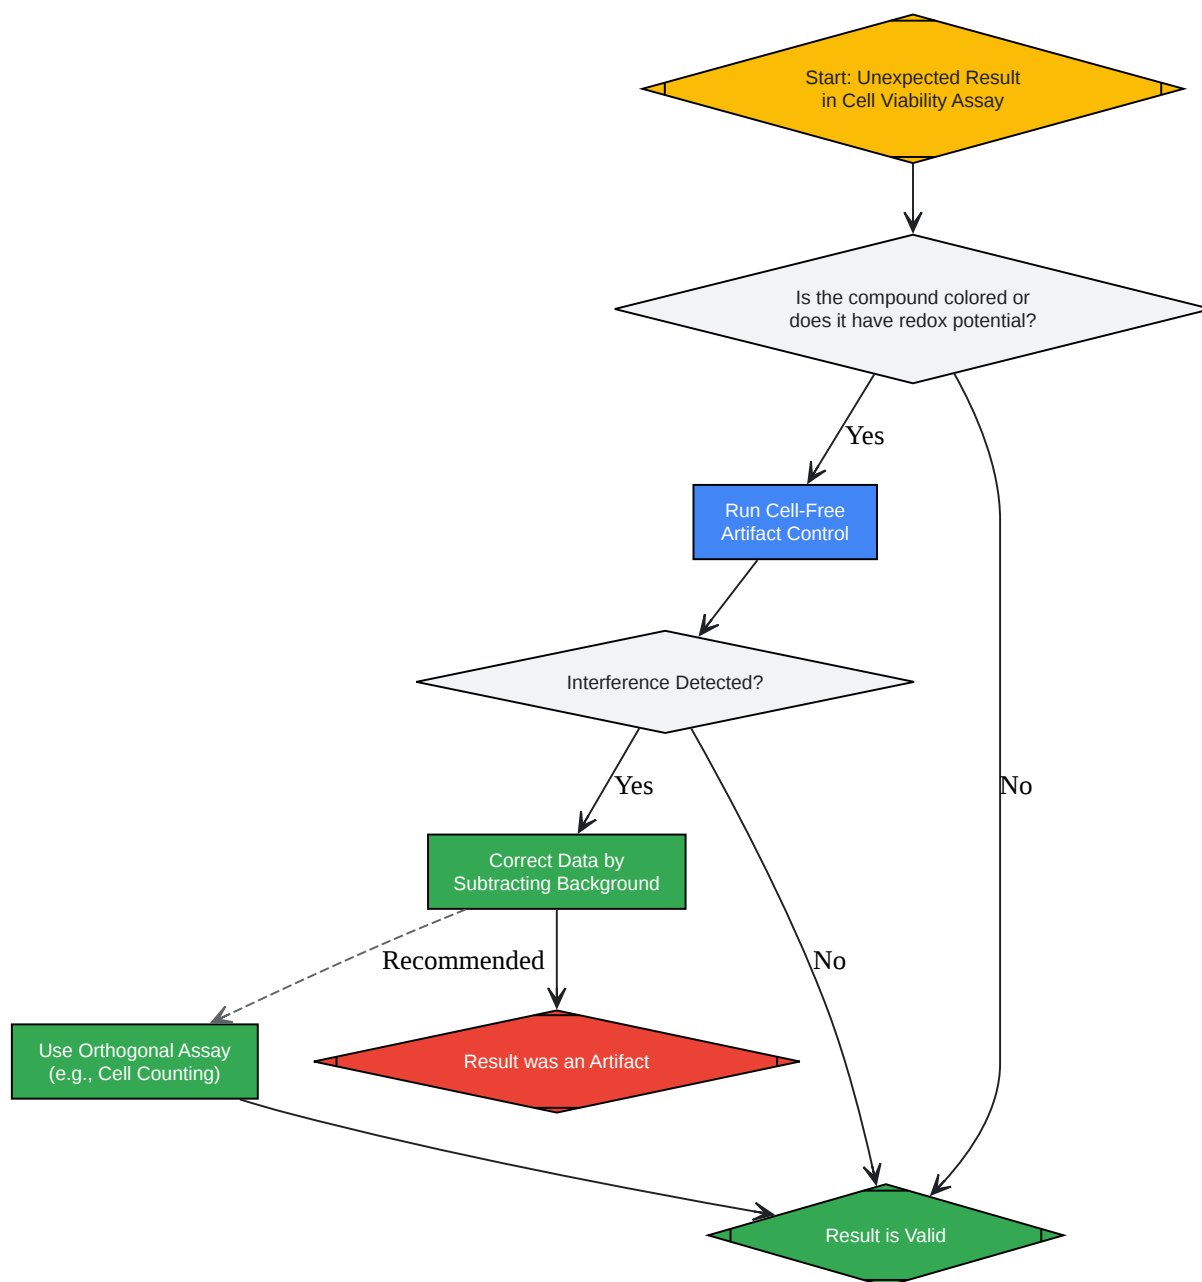 Start: Unexpected Result
in Cell Viability Assay
Is the compound colored or
does it have redox potential?
Yes
Run Cell-Free
Artifact Control
Interference Detected?
Yes
No
Correct Data by
Subtracting Background
Recommended
No
Use Orthogonal Assay
(e.g., Cell Counting)
Result was an Artifact
Result is Valid